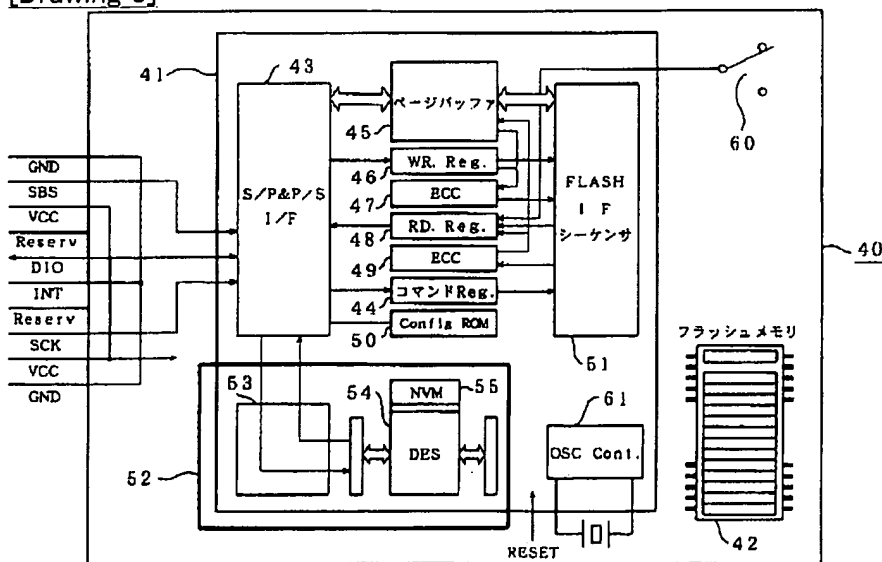 41
43
ページバッファ
45
60
GND
SBS
VCC
Reserv
DIO
INT
Reserv
SCK
VCC
GND
S/P&P/S
I/F
WR. Reg.
46
ECC
47
RD. Reg.
48
ECC
49
コマンドReg.
44
Config ROM
50
FLASH
I F
シーケンサ
51
40
フラッシュメモリ
42
53
54
NVM
55
DES
52
61
OSC Cont.
RESET